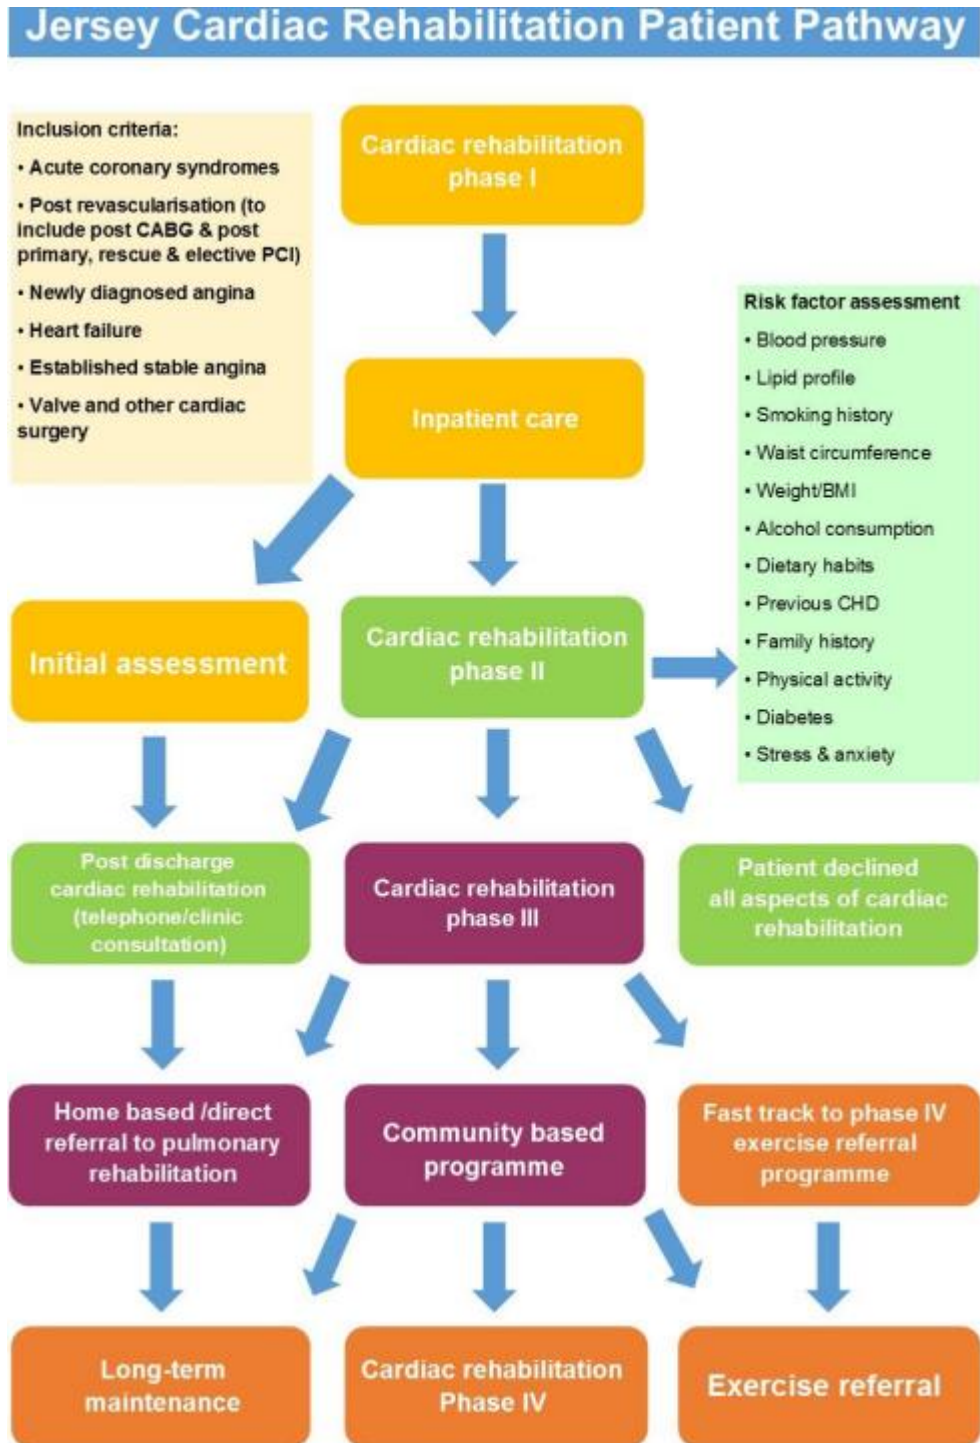 Jersey Cardiac Rehabilitation Patient Pathway
Inclusion criteria:
• Acute coronary syndromes
• Post revascularisation (to
include post CABG & post
primary, rescue & elective PCI)
• Newly diagnosed angina
• Heart failure
• Established stable angina
• Valve and other cardiac
surgery
Cardiac rehabilitation
phase I
Inpatient care
Risk factor assessment
• Blood pressure
• Lipid profile
• Smoking history
• Waist circumference
• Weight/BMI
• Alcohol consumption
• Dietary habits
• Previous CHD
• Family history
• Physical activity
• Diabetes
• Stress & anxiety
Initial assessment
Cardiac rehabilitation
phase II
Post discharge
cardiac rehabilitation
(telephone/clinic
consultation)
Cardiac rehabilitation
phase III
Patient declined
all aspects of cardiac
rehabilitation
Home based /direct
referral to pulmonary
rehabilitation
Community based
programme
Fast track to phase IV
exercise referral
programme
Long-term
maintenance
Cardiac rehabilitation
Phase IV
Exercise referral